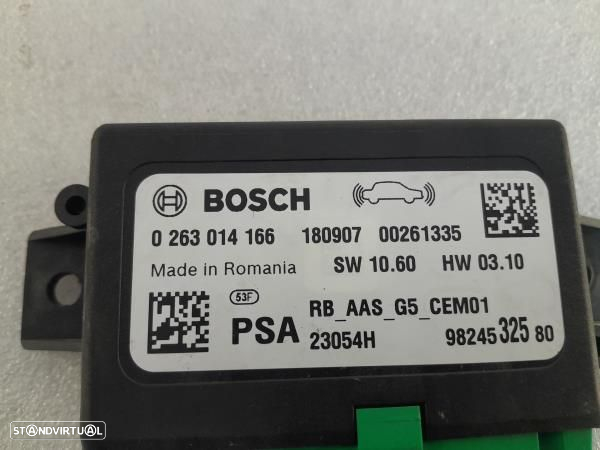 BOSCH
0 263 014 166 180907 00261335
Made in Romania SW 10.60 HW 03.10
53F RB_AAS_G5_CEM01
PSA 23054H 98245 325 80
STANDVIRTUAL